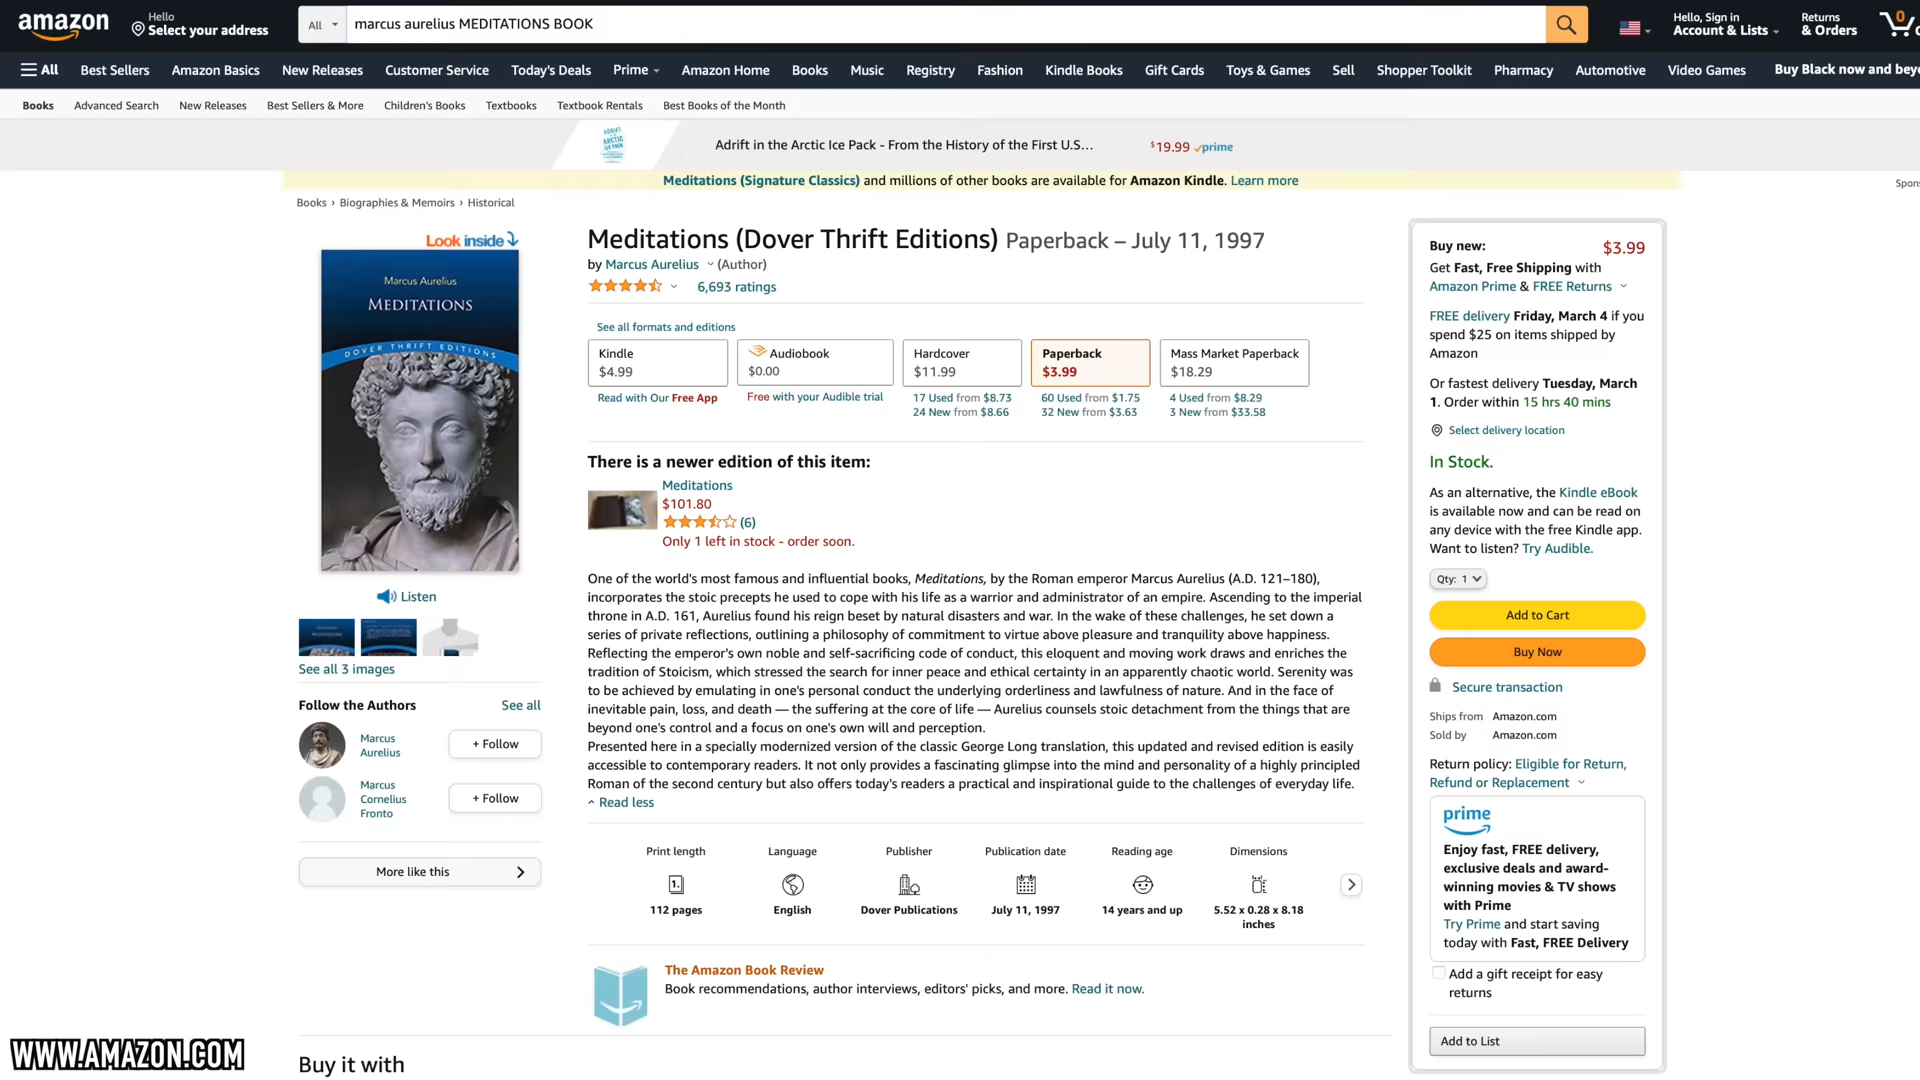 amazon
Hello
Select your address
All
marcus aurelius MEDITATIONS BOOK
Hello, Sign in
Account & Lists
Returns
& Orders
0
All
Best Sellers
Amazon Basics
New Releases
Customer Service
Today's Deals
Prime
Amazon Home
Books
Music
Registry
Fashion
Kindle Books
Gift Cards
Toys & Games
Sell
Shopper Toolkit
Pharmacy
Automotive
Video Games
Buy Black now and bey
Books
Advanced Search
New Releases
Best Sellers & More
Children's Books
Textbooks
Textbook Rentals
Best Books of the Month
Adrift in the Arctic Ice Pack - From the History of the First U.S...
$19.99 prime
Meditations (Signature Classics) and millions of other books are available for Amazon Kindle. Learn more
Spons
Books › Biographies & Memoirs › Historical
Look inside
Marcus Aurelius
MEDITATIONS
DOVER THRIFT EDITIONS
Listen
See all 3 images
Follow the Authors
See all
Marcus
Aurelius
+ Follow
Marcus
Cornelius
Fronto
+ Follow
More like this
Meditations (Dover Thrift Editions) Paperback – July 11, 1997
by Marcus Aurelius (Author)
6,693 ratings
See all formats and editions
Kindle
$4.99
Read with Our Free App
Audiobook
$0.00
Free with your Audible trial
Hardcover
$11.99
17 Used from $8.73
24 New from $8.66
Paperback
$3.99
60 Used from $1.75
32 New from $3.63
Mass Market Paperback
$18.29
4 Used from $8.29
3 New from $33.58
There is a newer edition of this item:
Meditations
$101.80
(6)
Only 1 left in stock - order soon.
One of the world's most famous and influential books, Meditations, by the Roman emperor Marcus Aurelius (A.D. 121–180),
incorporates the stoic precepts he used to cope with his life as a warrior and administrator of an empire. Ascending to the imperial
throne in A.D. 161, Aurelius found his reign beset by natural disasters and war. In the wake of these challenges, he set down a
series of private reflections, outlining a philosophy of commitment to virtue above pleasure and tranquility above happiness.
Reflecting the emperor's own noble and self-sacrificing code of conduct, this eloquent and moving work draws and enriches the
tradition of Stoicism, which stressed the search for inner peace and ethical certainty in an apparently chaotic world. Serenity was
to be achieved by emulating in one's personal conduct the underlying orderliness and lawfulness of nature. And in the face of
inevitable pain, loss, and death — the suffering at the core of life — Aurelius counsels stoic detachment from the things that are
beyond one's control and a focus on one's own will and perception.
Presented here in a specially modernized version of the classic George Long translation, this updated and revised edition is easily
accessible to contemporary readers. It not only provides a fascinating glimpse into the mind and personality of a highly principled
Roman of the second century but also offers today's readers a practical and inspirational guide to the challenges of everyday life.
Read less
Print length
112 pages
Language
English
Publisher
Dover Publications
Publication date
July 11, 1997
Reading age
14 years and up
Dimensions
5.52 x 0.28 x 8.18
inches
The Amazon Book Review
Book recommendations, author interviews, editors' picks, and more. Read it now.
Buy new:
$3.99
Get Fast, Free Shipping with
Amazon Prime & FREE Returns
FREE delivery Friday, March 4 if you
spend $25 on items shipped by
Amazon
Or fastest delivery Tuesday, March
1. Order within 15 hrs 40 mins
Select delivery location
In Stock.
As an alternative, the Kindle eBook
is available now and can be read on
any device with the free Kindle app.
Want to listen? Try Audible.
Qty: 1
Add to Cart
Buy Now
Secure transaction
Ships from Amazon.com
Sold by Amazon.com
Return policy: Eligible for Return,
Refund or Replacement
prime
Enjoy fast, FREE delivery,
exclusive deals and award-
winning movies & TV shows
with Prime
Try Prime and start saving
today with Fast, FREE Delivery
Add a gift receipt for easy
returns
Add to List
WWW.AMAZON.COM
Buy it with